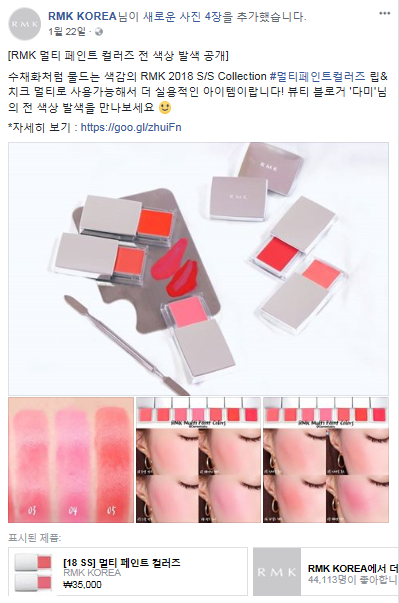 RMK KOREA님이 새로운 사진 4장을 추가했습니다.
1월 22일 ·
[RMK 멀티 페인트 컬러즈 전 색상 발색 공개]
수채화처럼 물드는 색감의 RMK 2018 S/S Collection #멀티페인트컬러즈 립&
치크 멀티로 사용가능해서 더 실용적인 아이템이랍니다! 뷰티 블로거 '다미'님
의 전 색상 발색을 만나보세요
*자세히 보기 : https://goo.gl/zhuiFn
RMK
RMK
03 04 05
RMK Multi Paint Colors
RMK Multi Paint Colors
표시된 제품:
[18 SS] 멀티 페인트 컬러즈
RMK KOREA
₩35,000
RMK
RMK KOREA에서 더
44,113명이 좋아합니